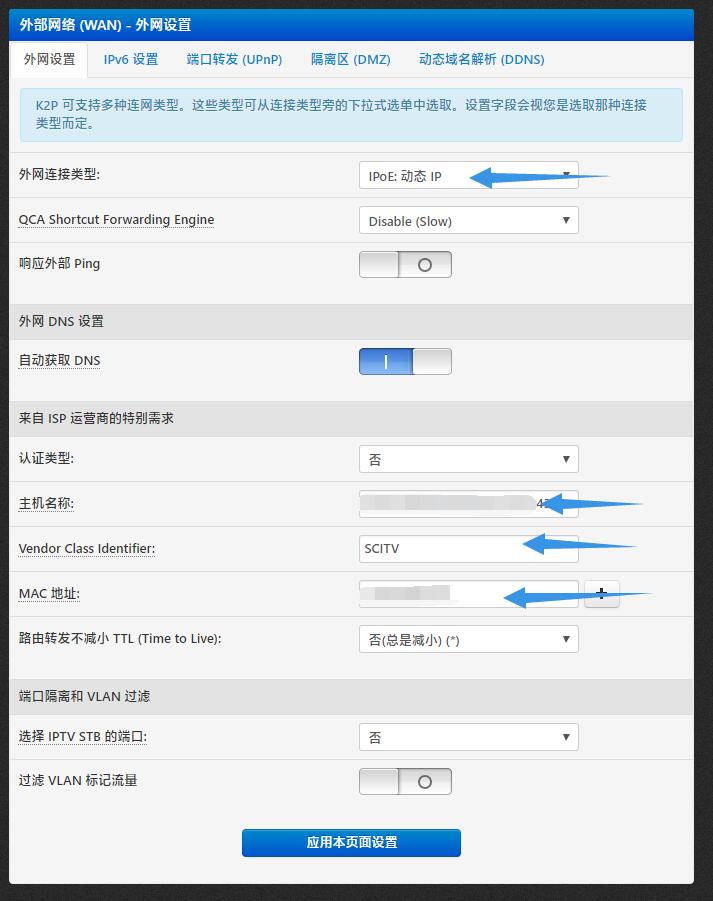 外部网络 (WAN) - 外网设置
外网设置 IPv6 设置 端口转发 (UPnP) 隔离区 (DMZ) 动态域名解析 (DDNS)
K2P 可支持多种连网类型。这些类型可从连接类型旁的下拉式选单中选取。设置字段会视您是选取那种连接
类型而定。
外网连接类型: IPoE: 动态 IP
QCA Shortcut Forwarding Engine Disable (Slow)
响应外部 Ping
外网 DNS 设置
自动获取 DNS
来自 ISP 运营商的特别需求
认证类型: 否
主机名称:
Vendor Class Identifier: SCITV
MAC 地址: +
路由转发不减小 TTL (Time to Live): 否(总是减小) (*)
端口隔离和 VLAN 过滤
选择 IPTV STB 的端口: 否
过滤 VLAN 标记流量
应用本页面设置